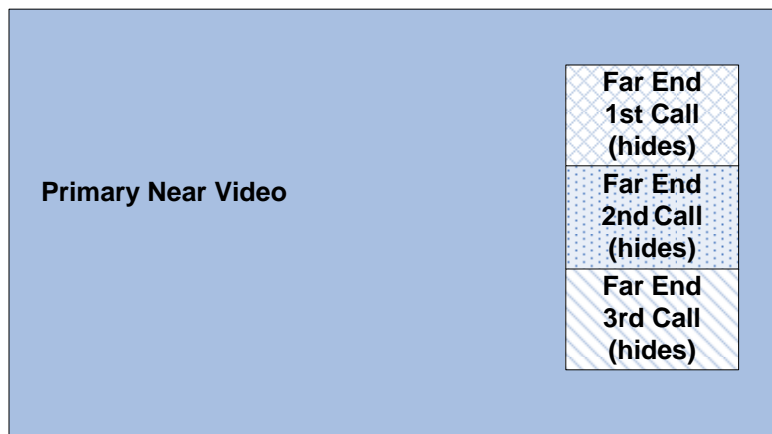 Primary Near Video
Far End
1st Call
(hides)
Far End
2nd Call
(hides)
Far End
3rd Call
(hides)